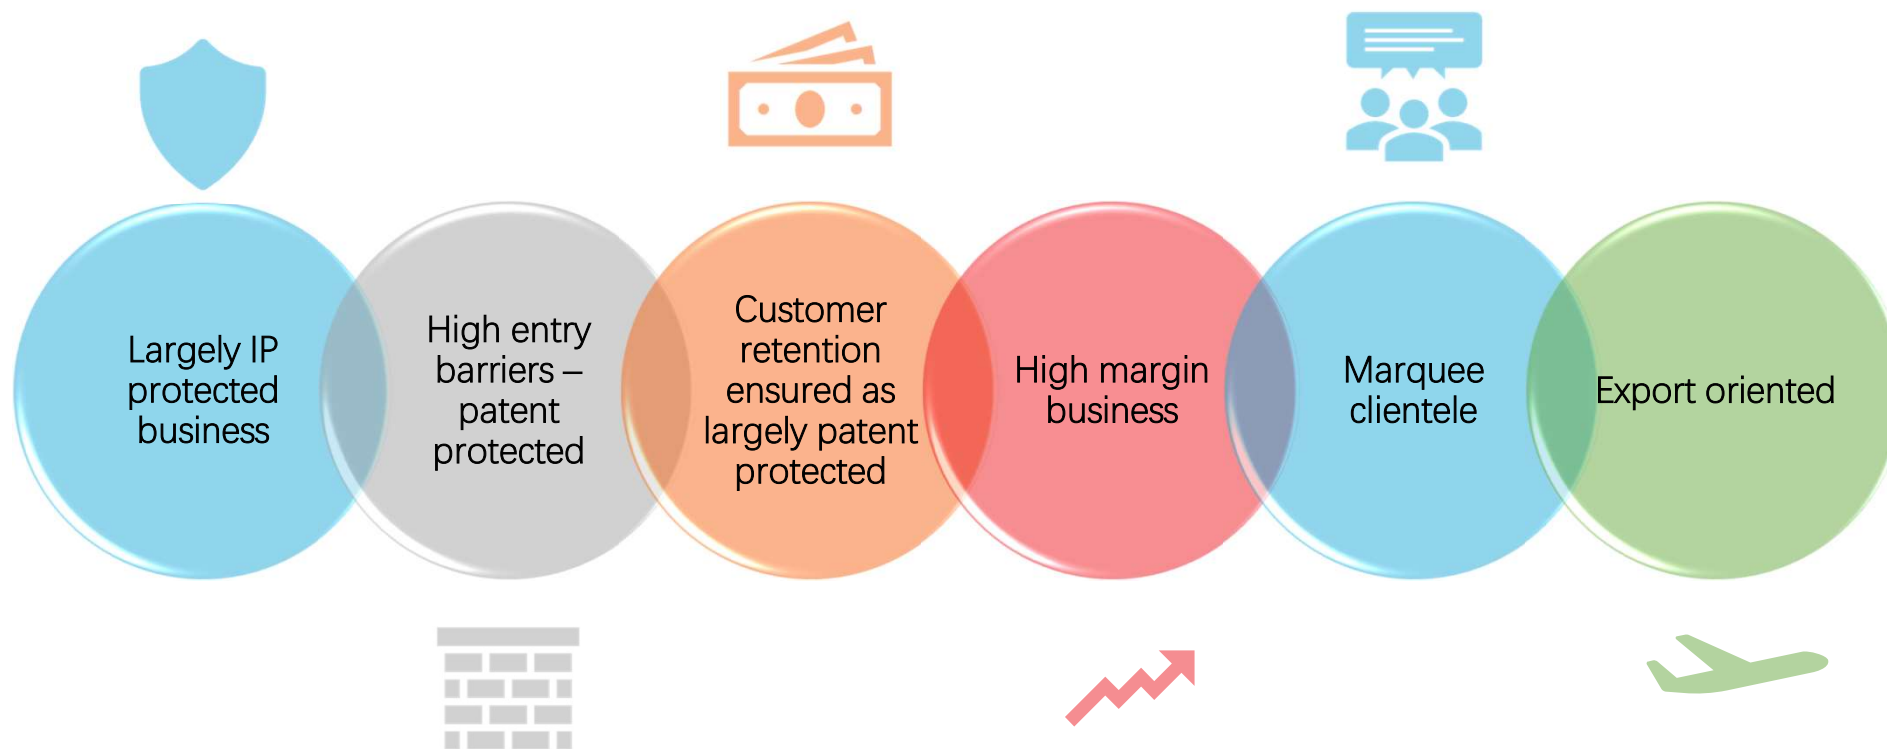 Largely IP
protected
business
High entry
barriers –
patent
protected
Customer
retention
ensured as
largely patent
protected
High margin
business
Marquee
clientele
Export oriented